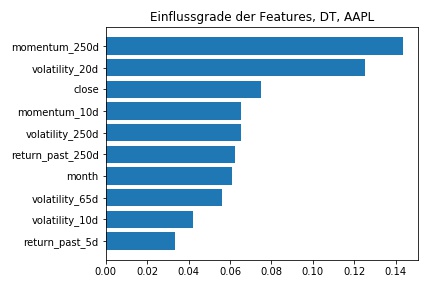 Einflussgrade der Features, DT, AAPL
momentum_250d
volatility_20d
close
momentum_10d
volatility_250d
return_past_250d
month
volatility_65d
volatility_10d
return_past_5d
0.00 0.02 0.04 0.06 0.08 0.10 0.12 0.14